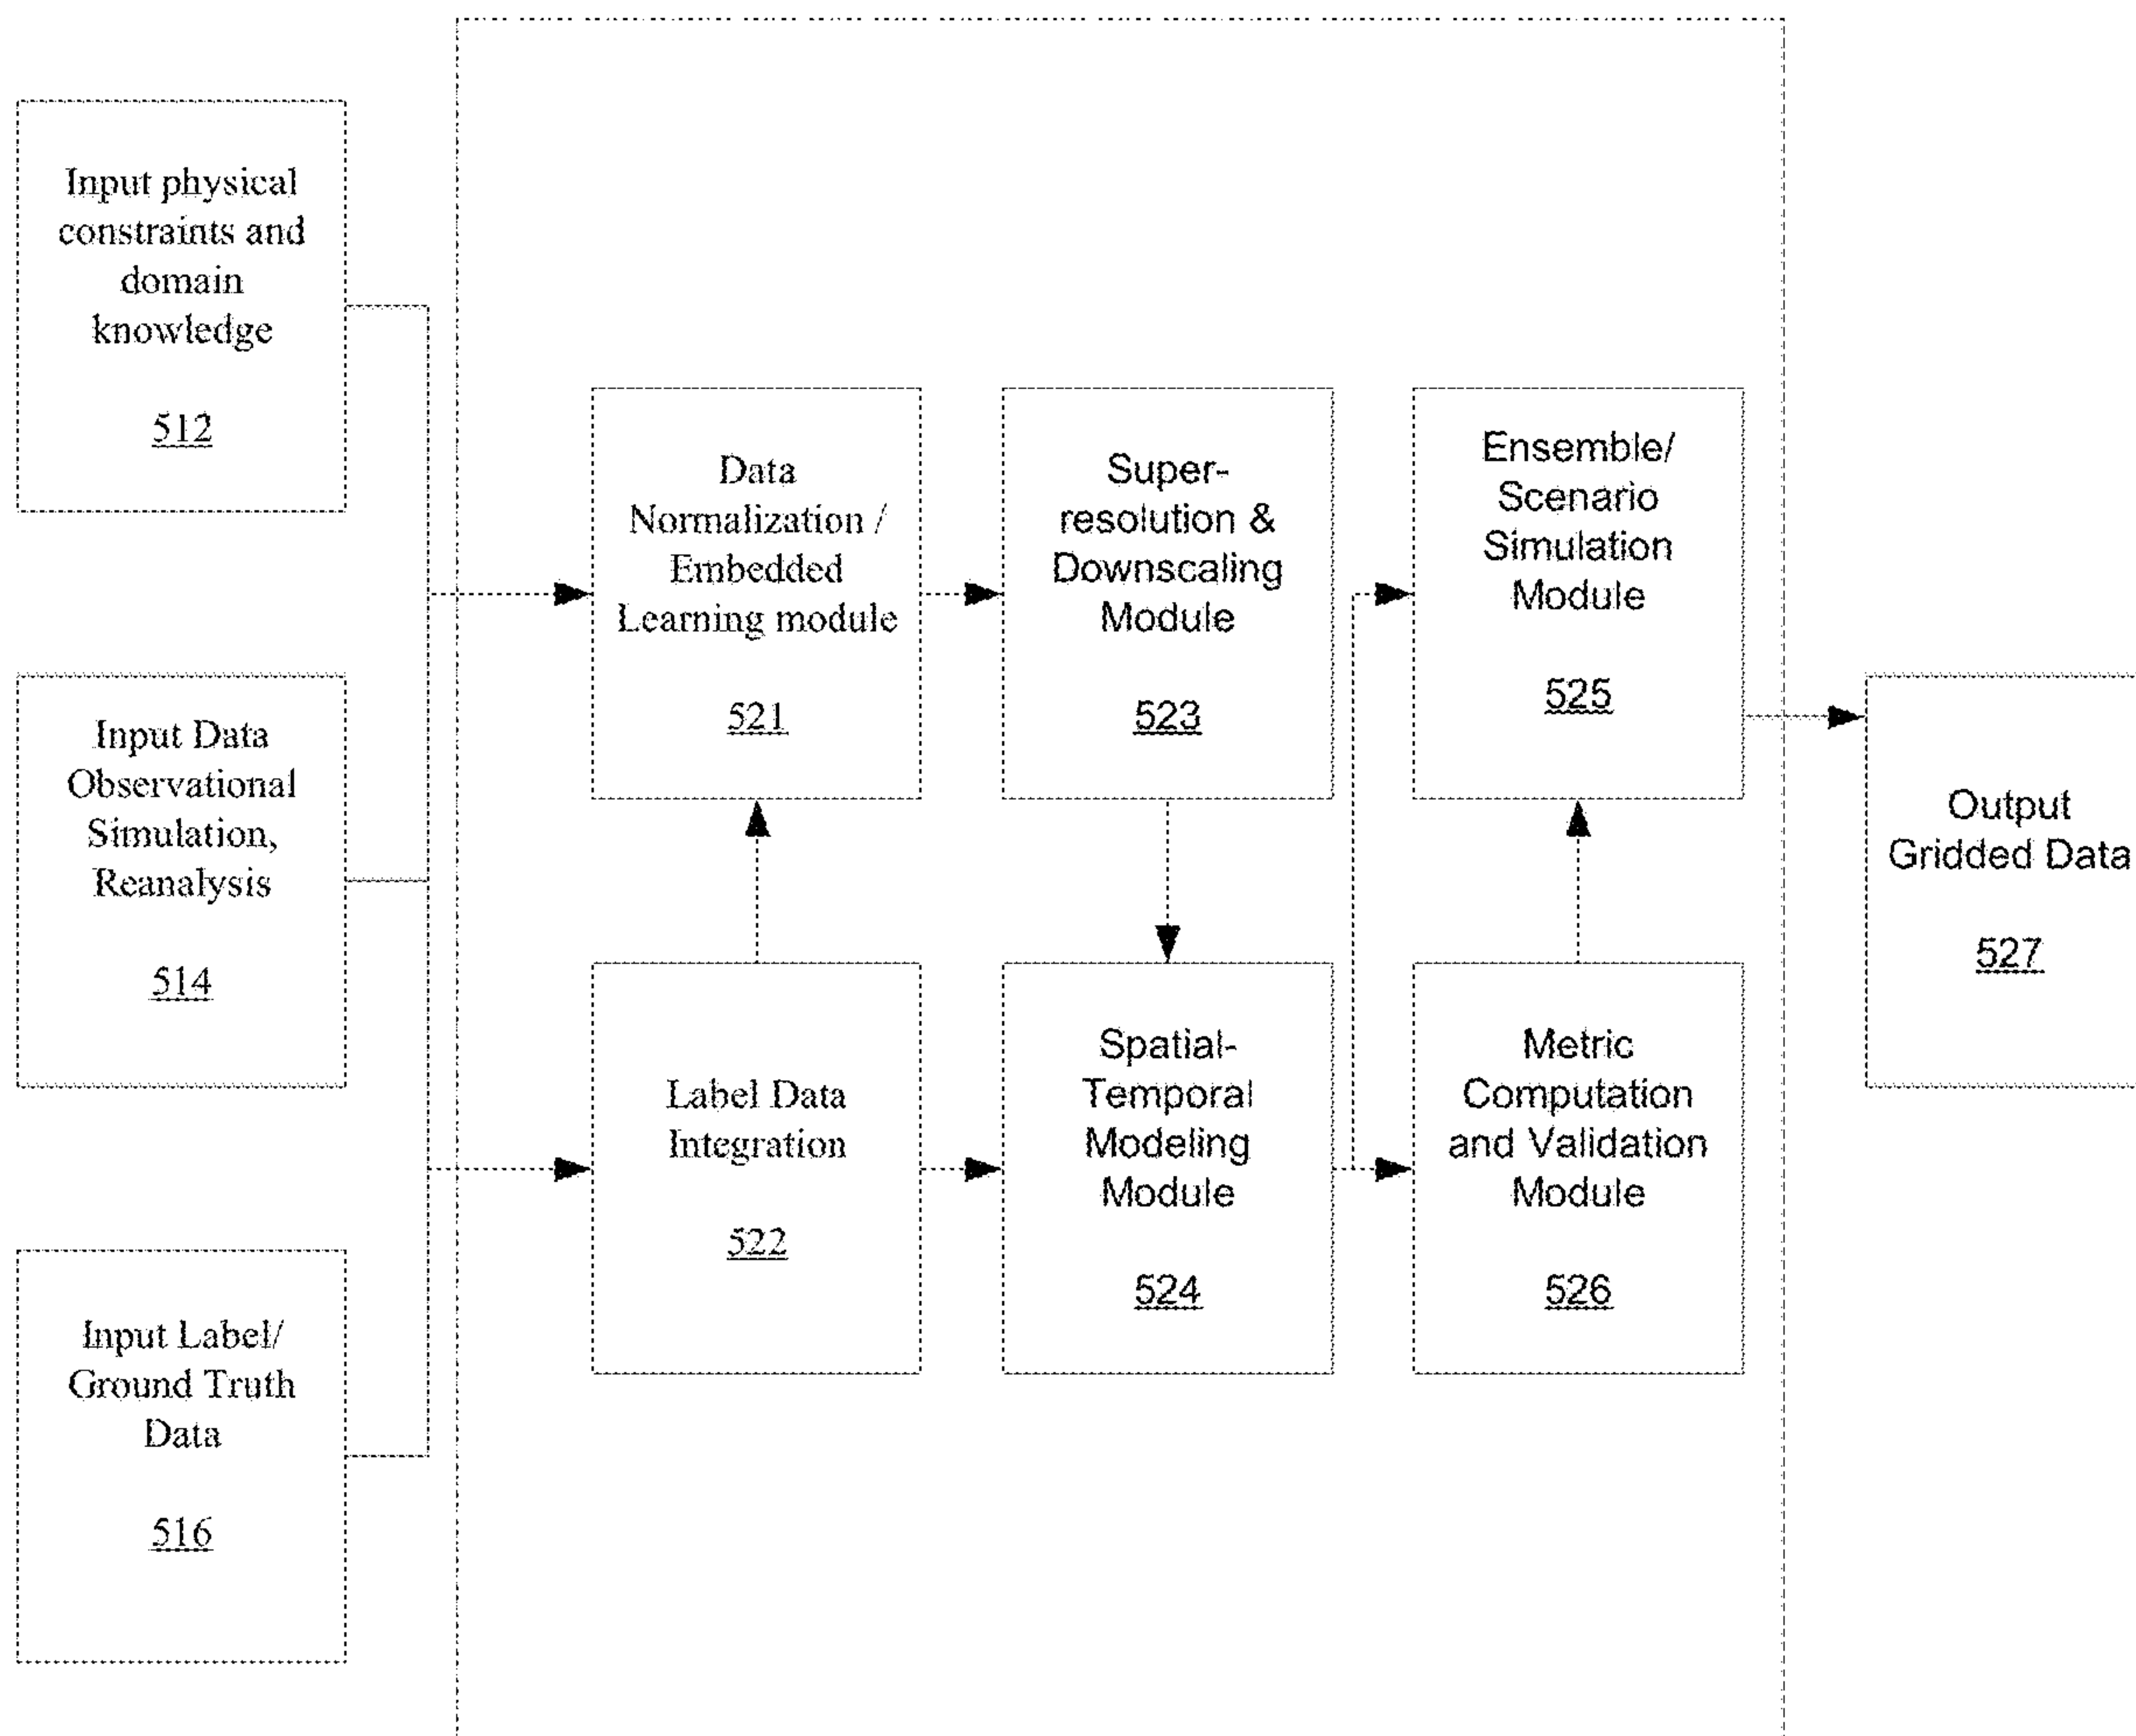 Input physical
constraints and
domain
knowledge
512
Input Data
Observational
Simulation,
Reanalysis
514
Input Label/
Ground Truth
Data
516
Data
Normalization /
Embedded
Learning module
521
Label Data
Integration
522
Super-
resolution &
Downscaling
Module
523
Spatial-
Temporal
Modeling
Module
524
Ensemble/
Scenario
Simulation
Module
525
Metric
Computation
and Validation
Module
526
Output
Gridded Data
527